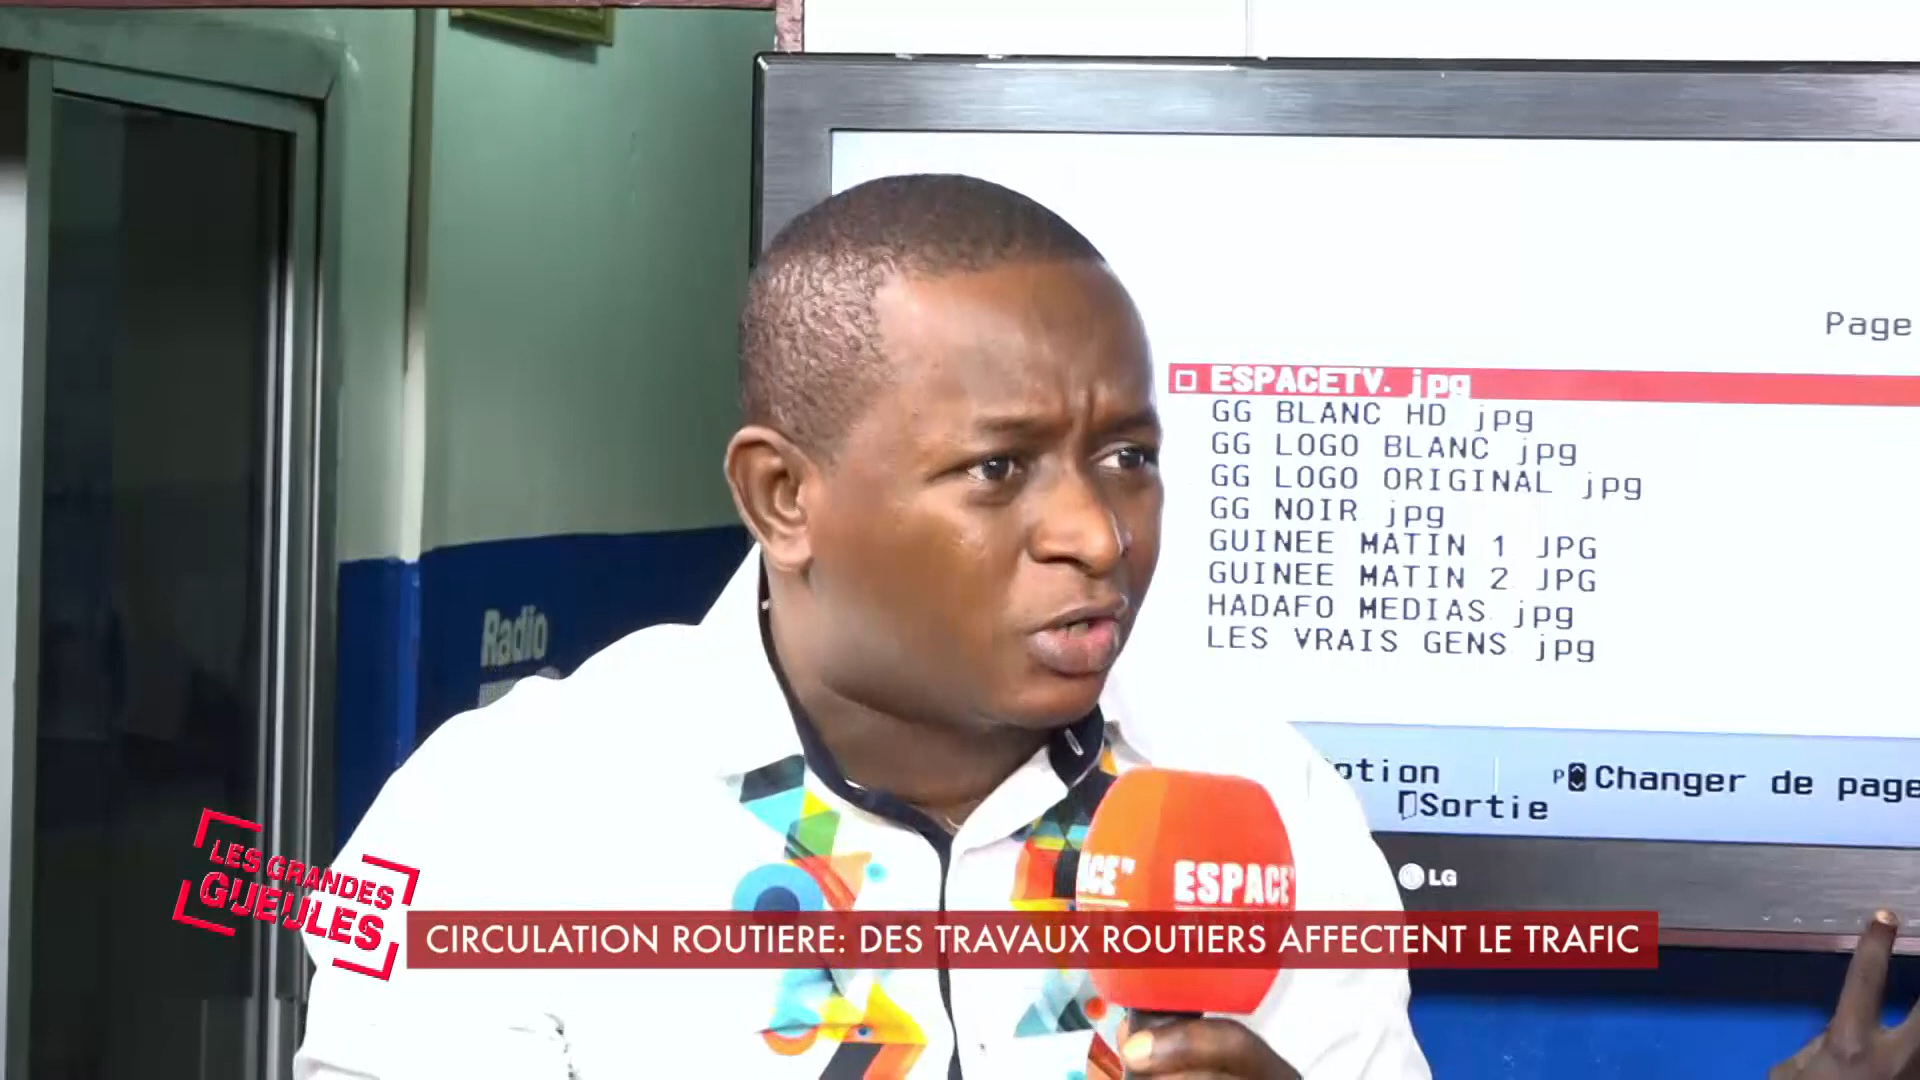 Page
ESPACETV. jpg
GG BLANC HD jpg
GG LOGO BLANC jpg
GG LOGO ORIGINAL jpg
GG NOIR jpg
GUINEE MATIN 1 JPG
GUINEE MATIN 2 JPG
HADAFO MEDIAS jpg
LES VRAIS GENS jpg
Radio
ption
P Changer de page
Sortie
LG
LES GRANDES
GUEULES
ESPACE
CIRCULATION ROUTIERE: DES TRAVAUX ROUTIERS AFFECTENT LE TRAFIC